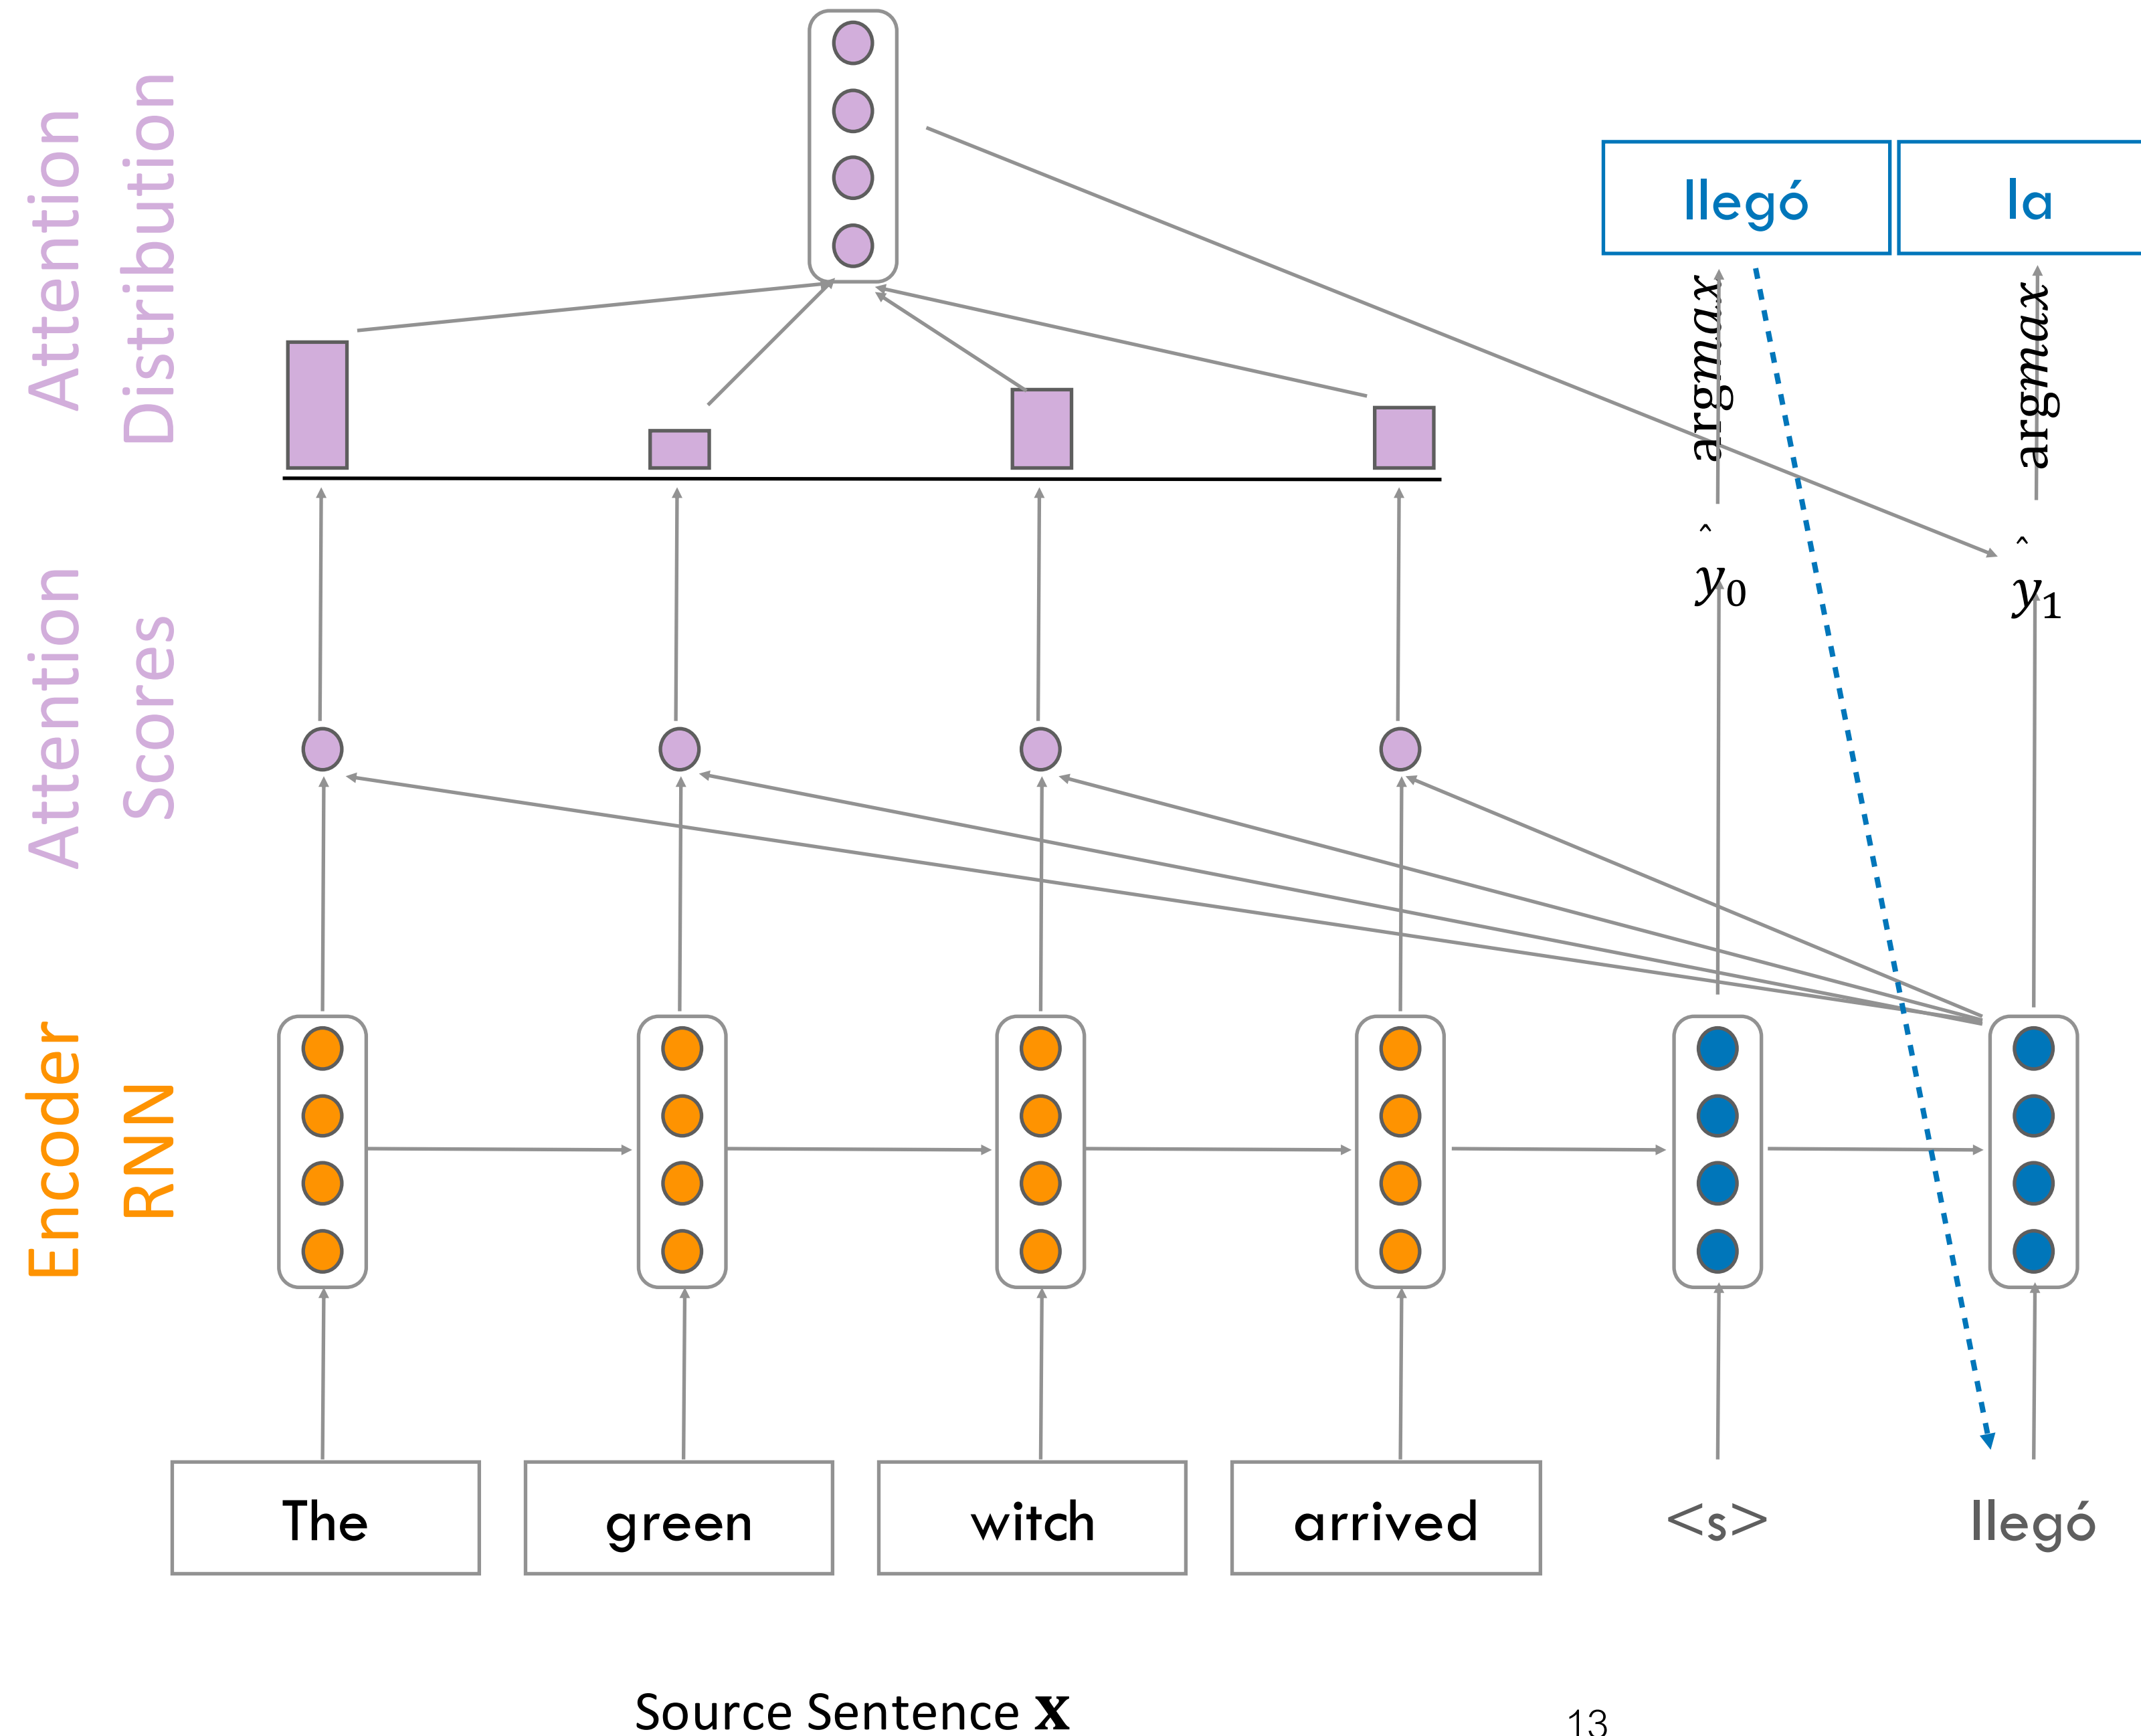 Attention
Distribution
llegó
la
argmax
argmax
ŷ0
ŷ1
Attention
Scores
Encoder
RNN
The
green
witch
arrived
<s>
llegó
Source Sentence x
13